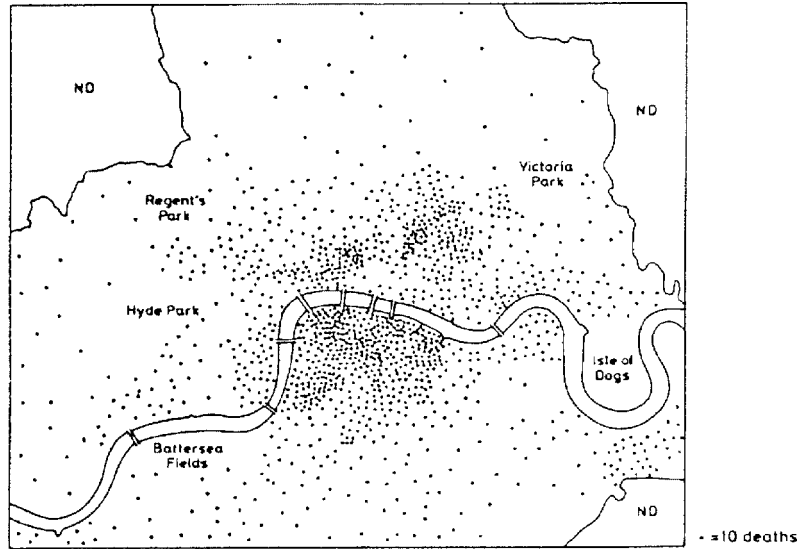 ND
ND
Victoria
Park
Regent's
Park
Hyde Park
Isle of
Dogs
Battersea
Fields
ND
· =10 deaths